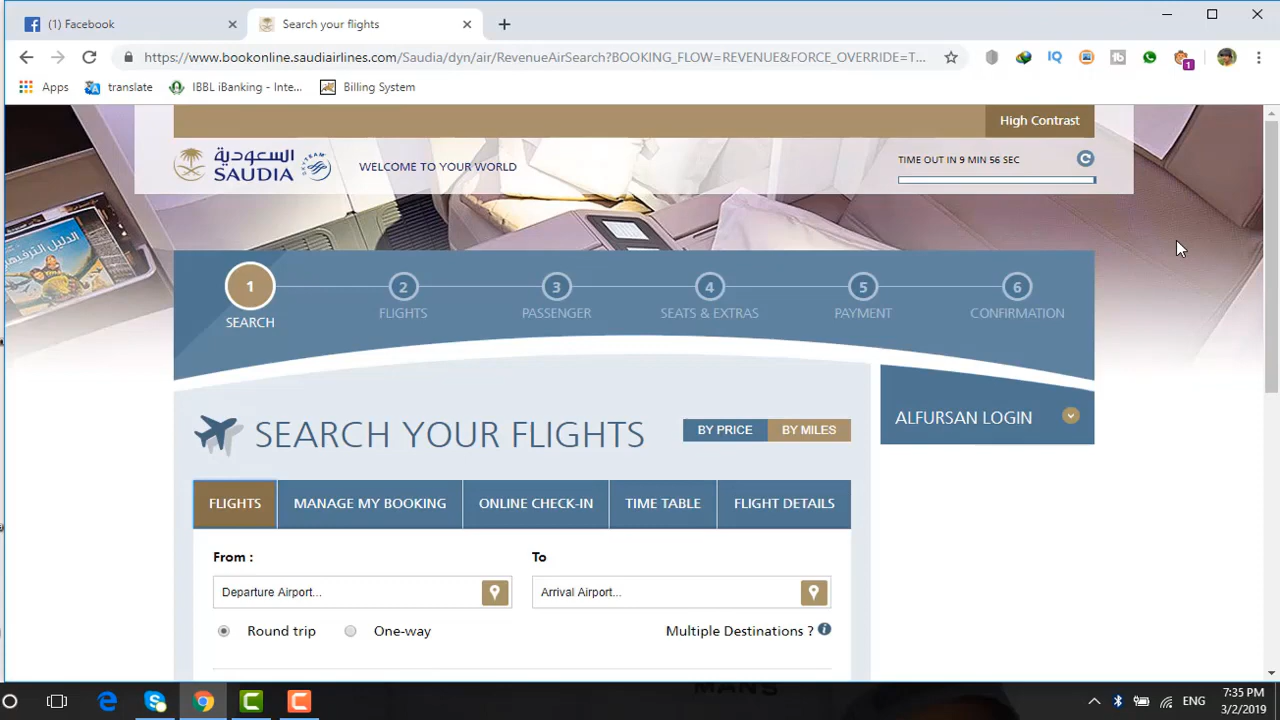 (1) Facebook
Search your flights
https://www.bookonline.saudiairlines.com/Saudia/dyn/air/RevenueAirSearch?BOOKING_FLOW=REVENUE&FORCE_OVERRIDE=T...
1
Apps
translate
IBBL iBanking - Inte...
Billing System
High Contrast
السعودية
SAUDIA
WELCOME TO YOUR WORLD
TIME OUT IN 9 MIN 56 SEC
1
2
3
4
5
6
SEARCH
FLIGHTS
PASSENGER
SEATS & EXTRAS
PAYMENT
CONFIRMATION
SEARCH YOUR FLIGHTS
BY PRICE
BY MILES
ALFURSAN LOGIN
FLIGHTS
MANAGE MY BOOKING
ONLINE CHECK-IN
TIME TABLE
FLIGHT DETAILS
From :
To
Departure Airport...
Arrival Airport...
Round trip
One-way
Multiple Destinations ?
ENG
7:35 PM
3/2/2019